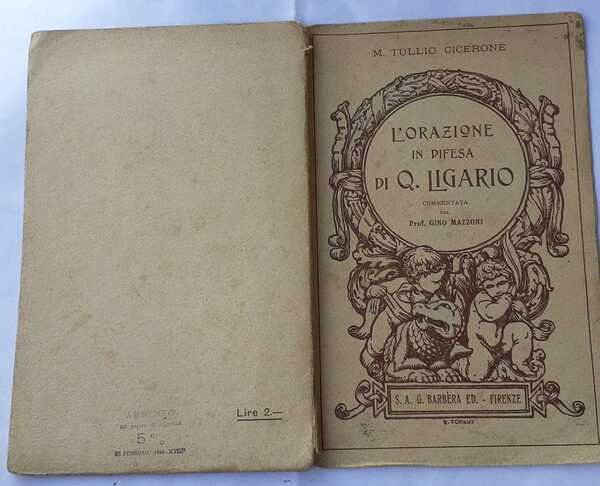 M. TULLIO CICERONE
L'ORAZIONE
IN DIFESA
DI Q. LIGARIO
COMMENTATA
DAL
Prof. GINO MAZZONI
S. A. G. BARBÈRA ED. - FIRENZE
D-TOFANI
Lire 2.—
AUMENTO
5%